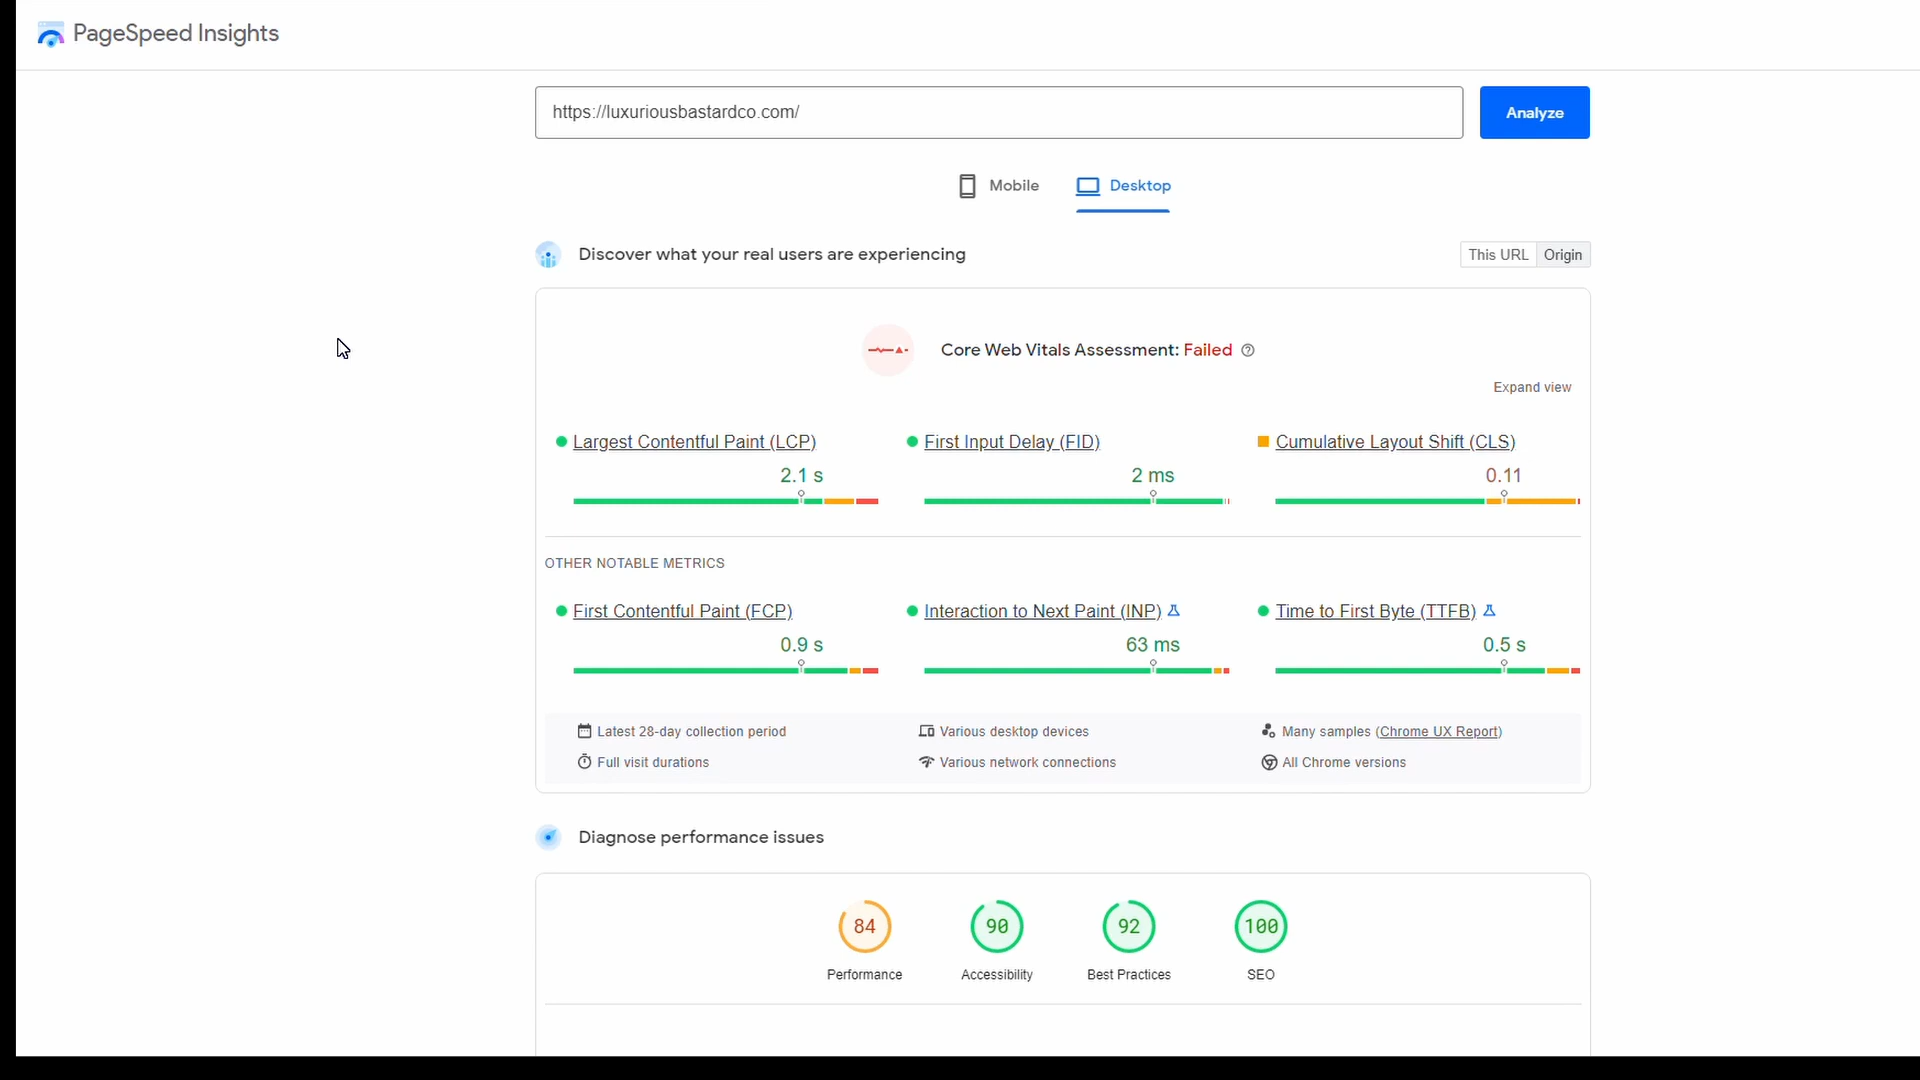 PageSpeed Insights
https://luxuriousbastardco.com/
Analyze
Mobile
Desktop
Discover what your real users are experiencing
This URL
Origin
Core Web Vitals Assessment: Failed
Expand view
Largest Contentful Paint (LCP)
2.1 s
First Input Delay (FID)
2 ms
Cumulative Layout Shift (CLS)
0.11
OTHER NOTABLE METRICS
First Contentful Paint (FCP)
0.9 s
Interaction to Next Paint (INP)
63 ms
Time to First Byte (TTFB)
0.5 s
Latest 28-day collection period
Various desktop devices
Many samples (Chrome UX Report)
Full visit durations
Various network connections
All Chrome versions
Diagnose performance issues
84
Performance
90
Accessibility
92
Best Practices
100
SEO